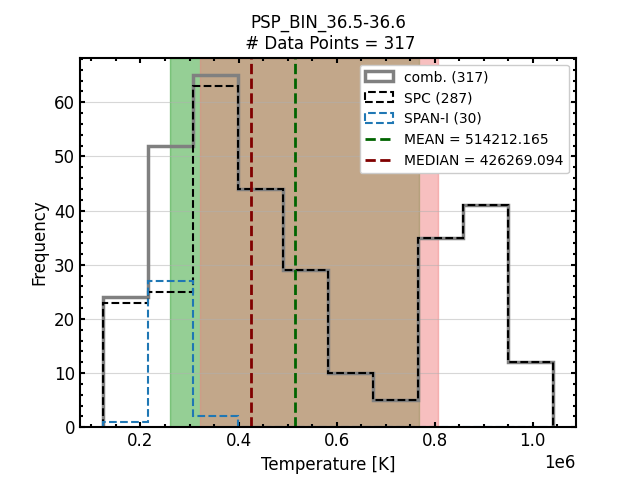 PSP_BIN_36.5-36.6
# Data Points = 317
comb. (317)
SPC (287)
SPAN-I (30)
MEAN = 514212.165
MEDIAN = 426269.094
Frequency
60
50
40
30
20
10
0
0.2
0.4
0.6
0.8
1.0
1e6
Temperature [K]